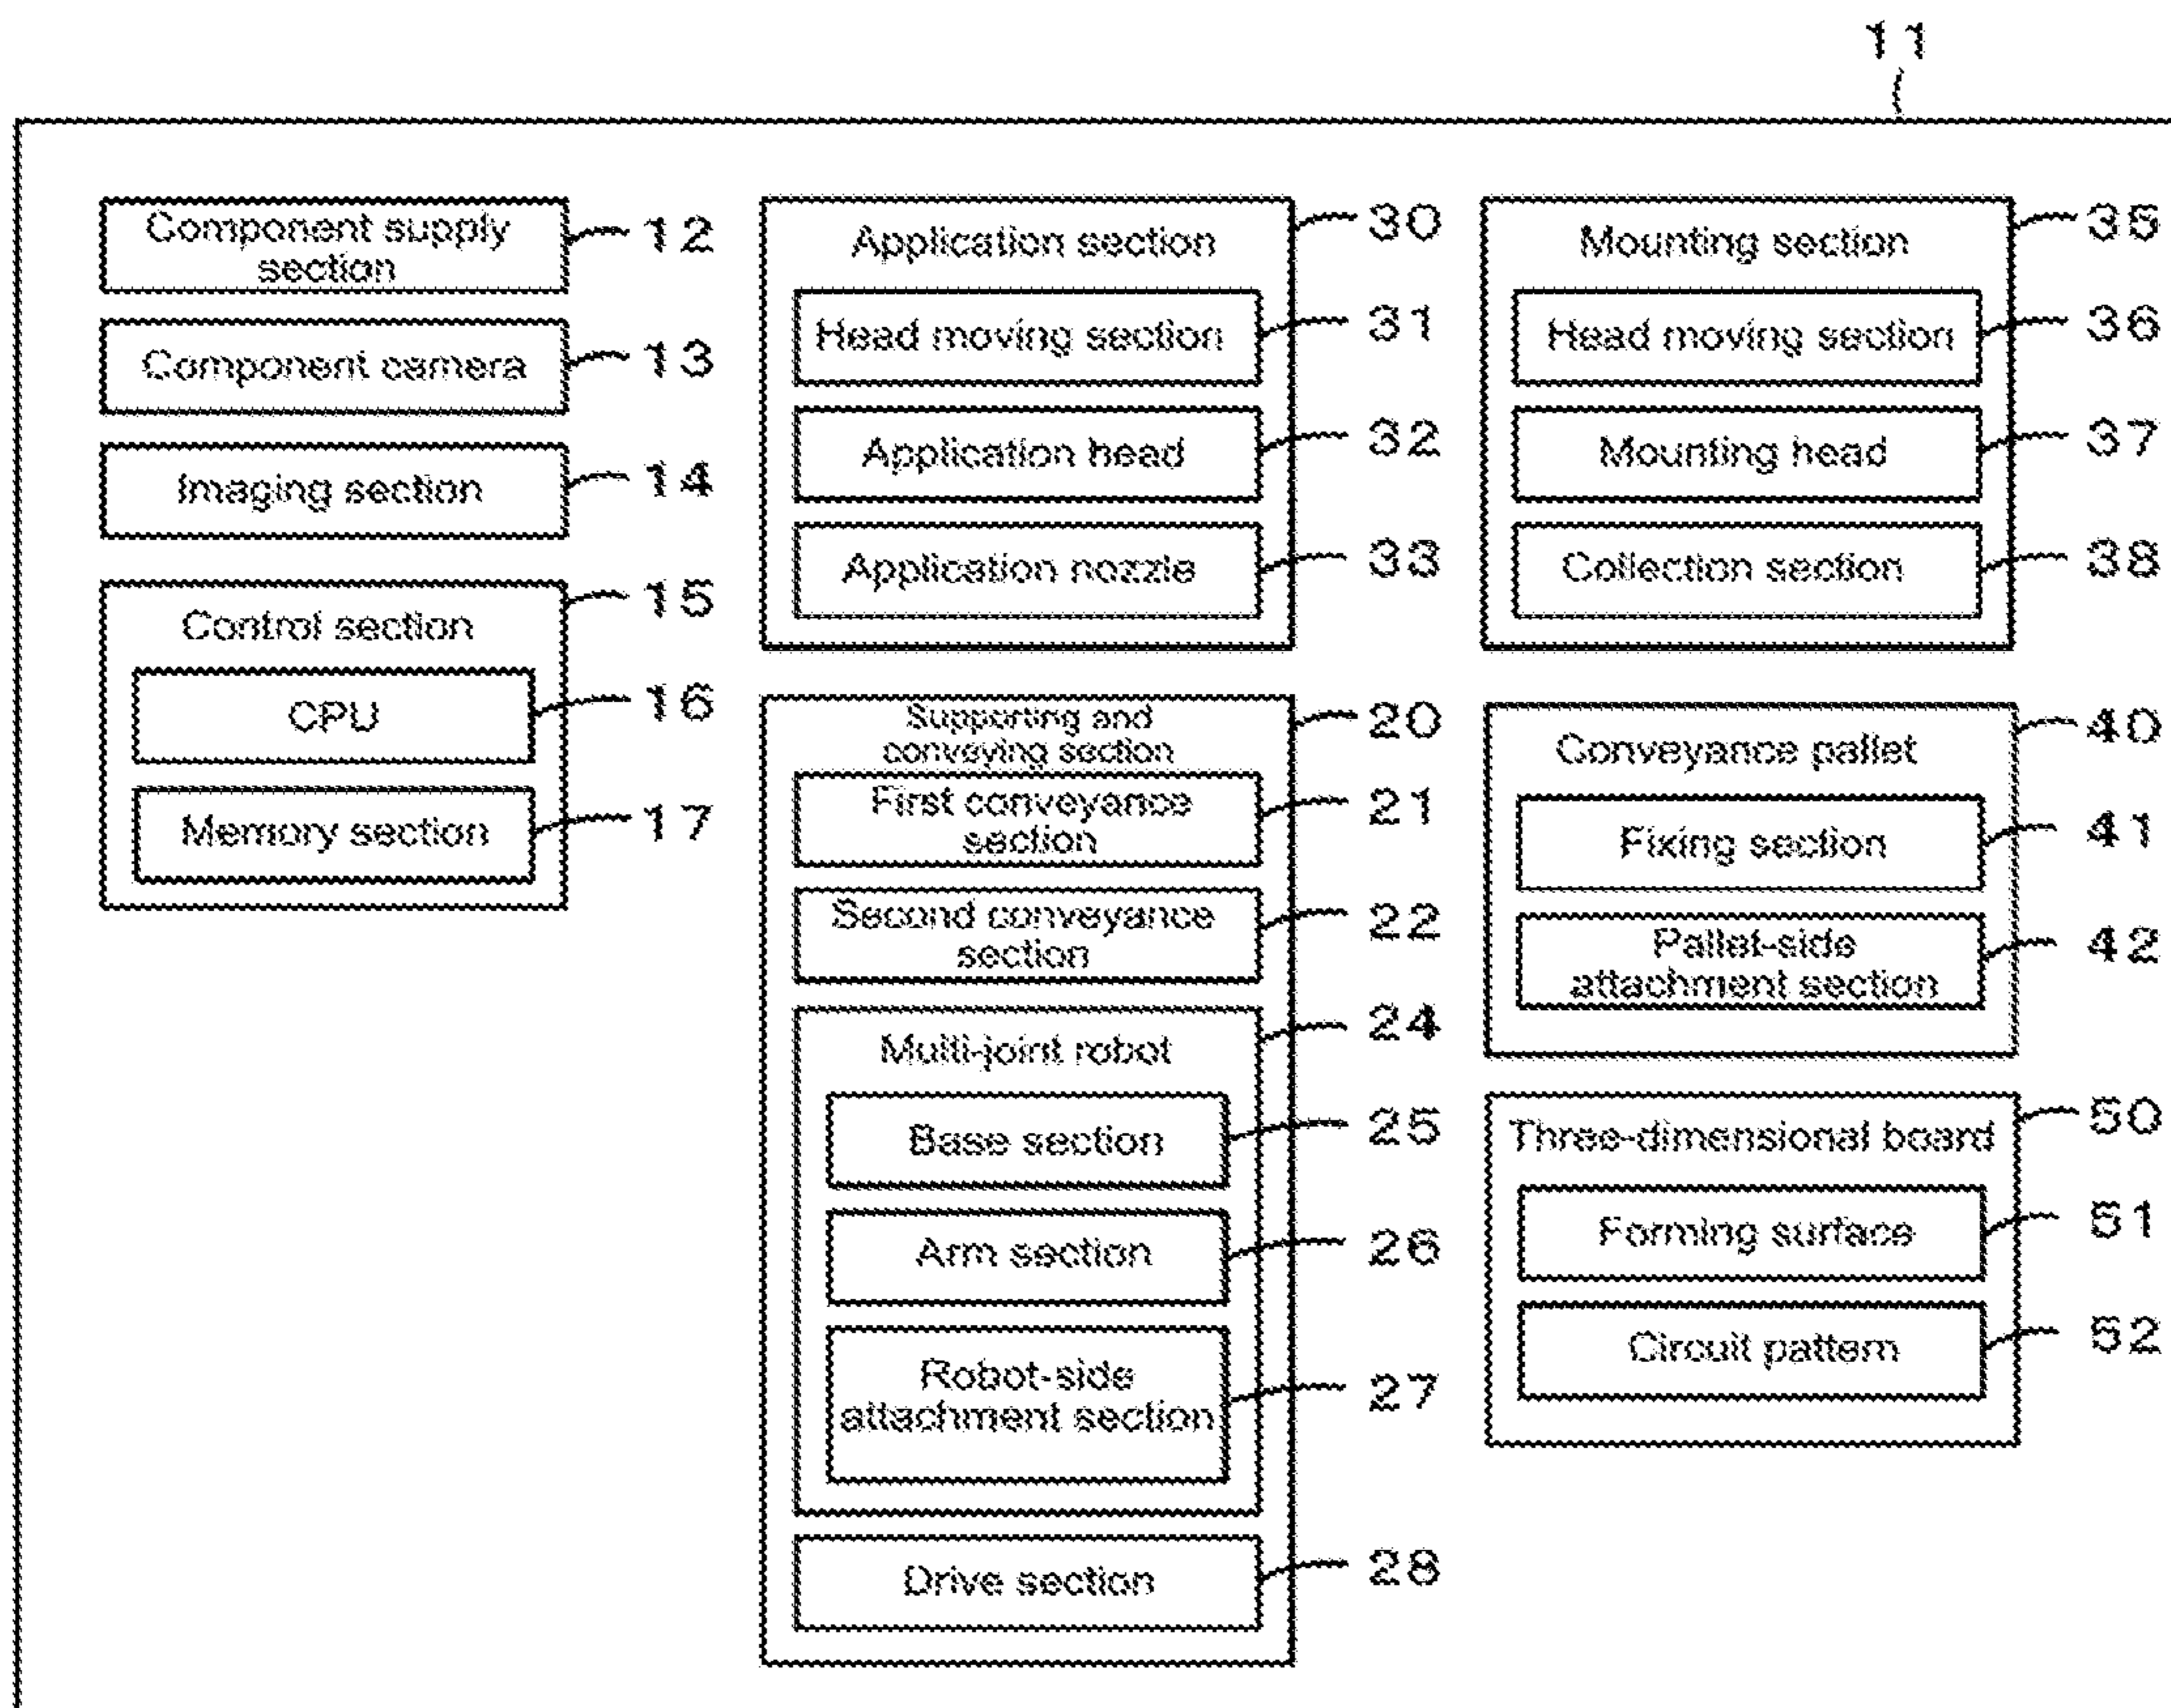 11
Component supply
section
12
Component camera
13
Imaging section
14
Control section
15
CPU
16
Memory section
17
Application section
30
Head moving section
31
Application head
32
Application nozzle
33
Supporting and
conveying section
20
First conveyance
section
21
Second conveyance
section
22
Multi-joint robot
24
Base section
25
Arm section
26
Robot-side
attachment section
27
Drive section
28
Mounting section
35
Head moving section
36
Mounting head
37
Collection section
38
Conveyance pallet
40
Fixing section
41
Pallet-side
attachment section
42
Three-dimensional board
50
Forming surface
51
Circuit pattern
52